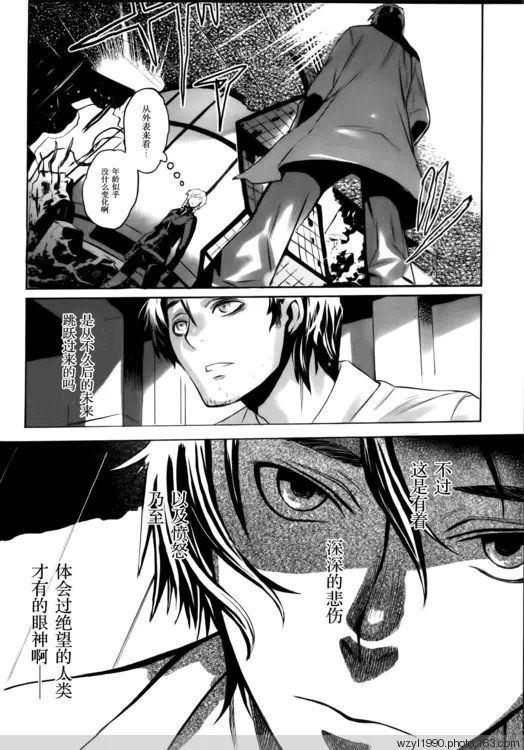 从外表来看…
年龄似乎
没什么变化啊
是从不久后的未来
跳跃过来的吗
不过
这是有着
深深的悲伤
以及愤怒
乃至
体会过绝望的人类
才有的眼神啊——
wzyl1990.photo.163.com